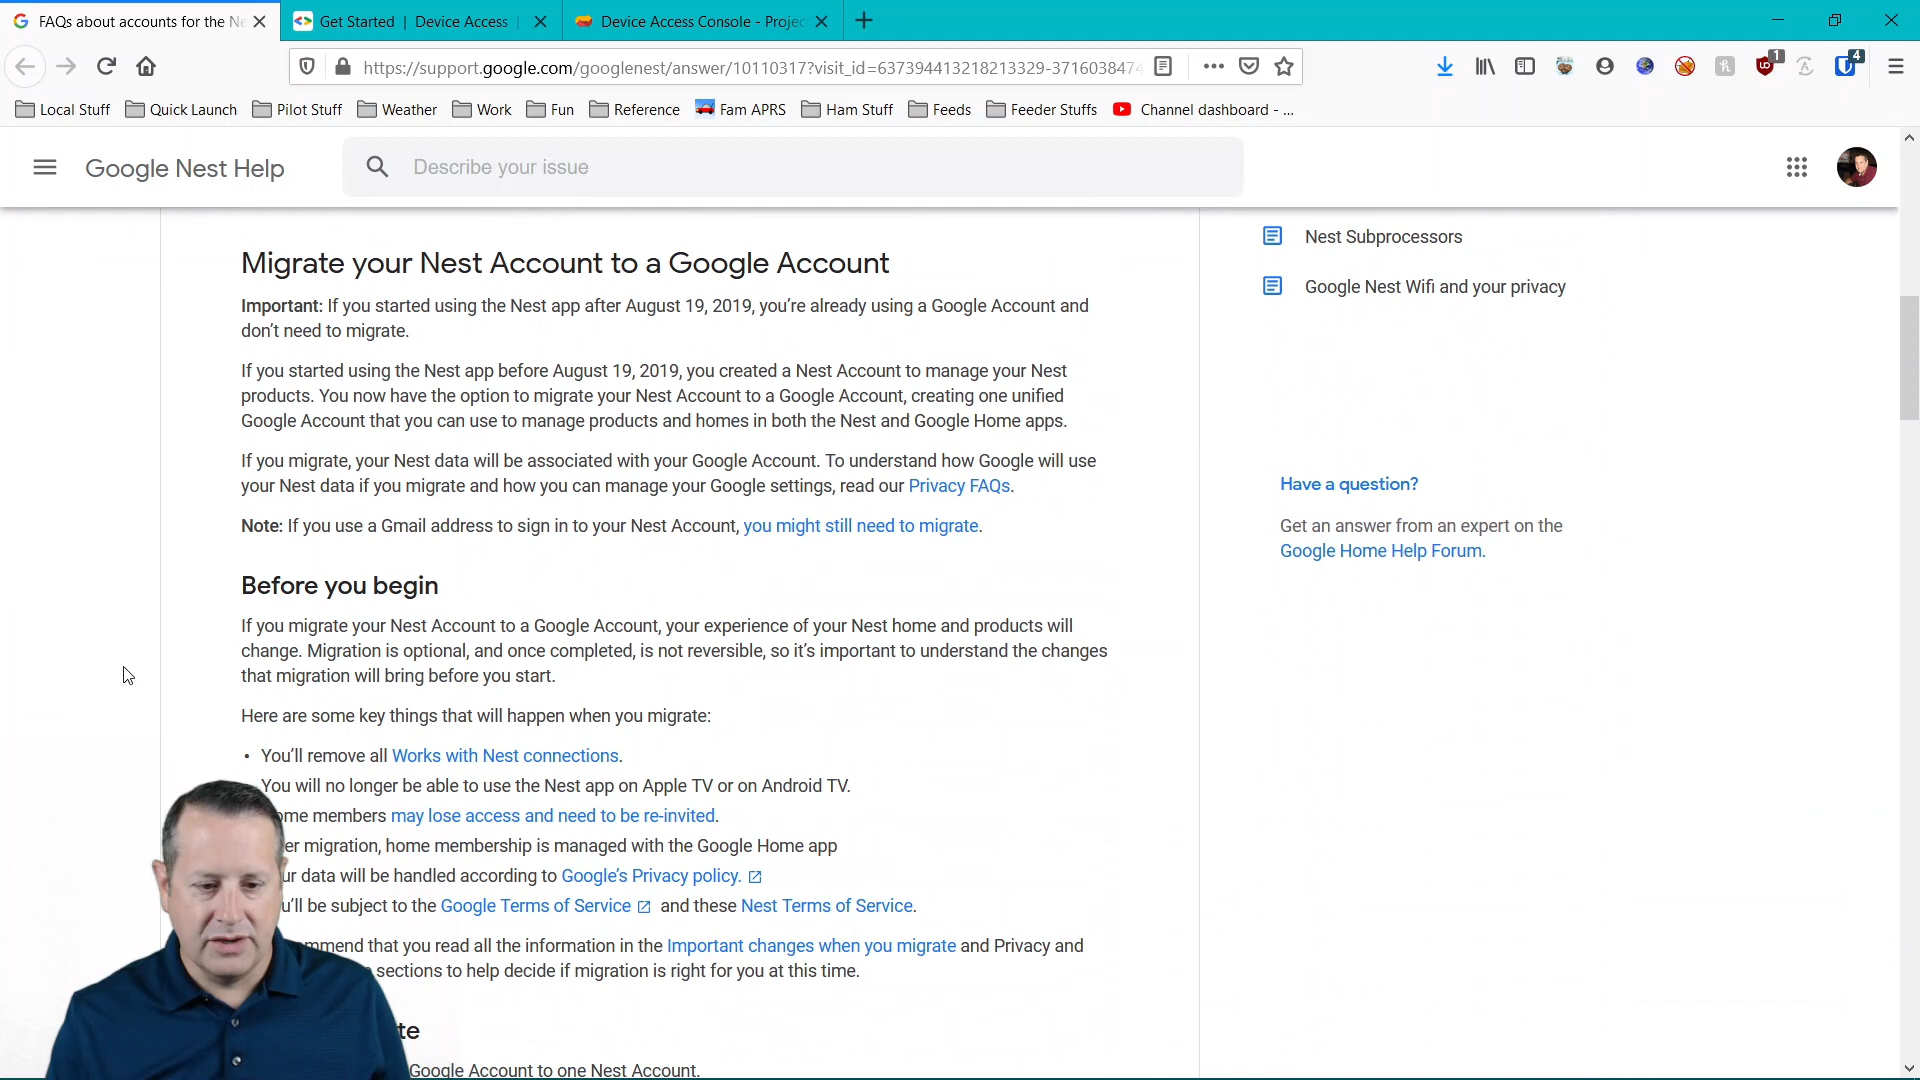 FAQs about accounts for the Ne
Get Started | Device Access
Device Access Console - Projec
https://support.google.com/googlenest/answer/10110317?visit_id=637394413218213329-3716038474
1
4
Local Stuff
Quick Launch
Pilot Stuff
Weather
Work
Fun
Reference
Fam APRS
Ham Stuff
Feeds
Feeder Stuffs
Channel dashboard - ...
Google Nest Help
Describe your issue
Migrate your Nest Account to a Google Account
Important: If you started using the Nest app after August 19, 2019, you're already using a Google Account and
don't need to migrate.
If you started using the Nest app before August 19, 2019, you created a Nest Account to manage your Nest
products. You now have the option to migrate your Nest Account to a Google Account, creating one unified
Google Account that you can use to manage products and homes in both the Nest and Google Home apps.
If you migrate, your Nest data will be associated with your Google Account. To understand how Google will use
your Nest data if you migrate and how you can manage your Google settings, read our Privacy FAQs.
Note: If you use a Gmail address to sign in to your Nest Account, you might still need to migrate.
Before you begin
If you migrate your Nest Account to a Google Account, your experience of your Nest home and products will
change. Migration is optional, and once completed, is not reversible, so it's important to understand the changes
that migration will bring before you start.
Here are some key things that will happen when you migrate:
• You'll remove all Works with Nest connections.
You will no longer be able to use the Nest app on Apple TV or on Android TV.
ome members may lose access and need to be re-invited.
er migration, home membership is managed with the Google Home app
ur data will be handled according to Google's Privacy policy.
u'll be subject to the Google Terms of Service and these Nest Terms of Service.
mmend that you read all the information in the Important changes when you migrate and Privacy and
sections to help decide if migration is right for you at this time.
te
Google Account to one Nest Account.
Nest Subprocessors
Google Nest Wifi and your privacy
Have a question?
Get an answer from an expert on the
Google Home Help Forum.